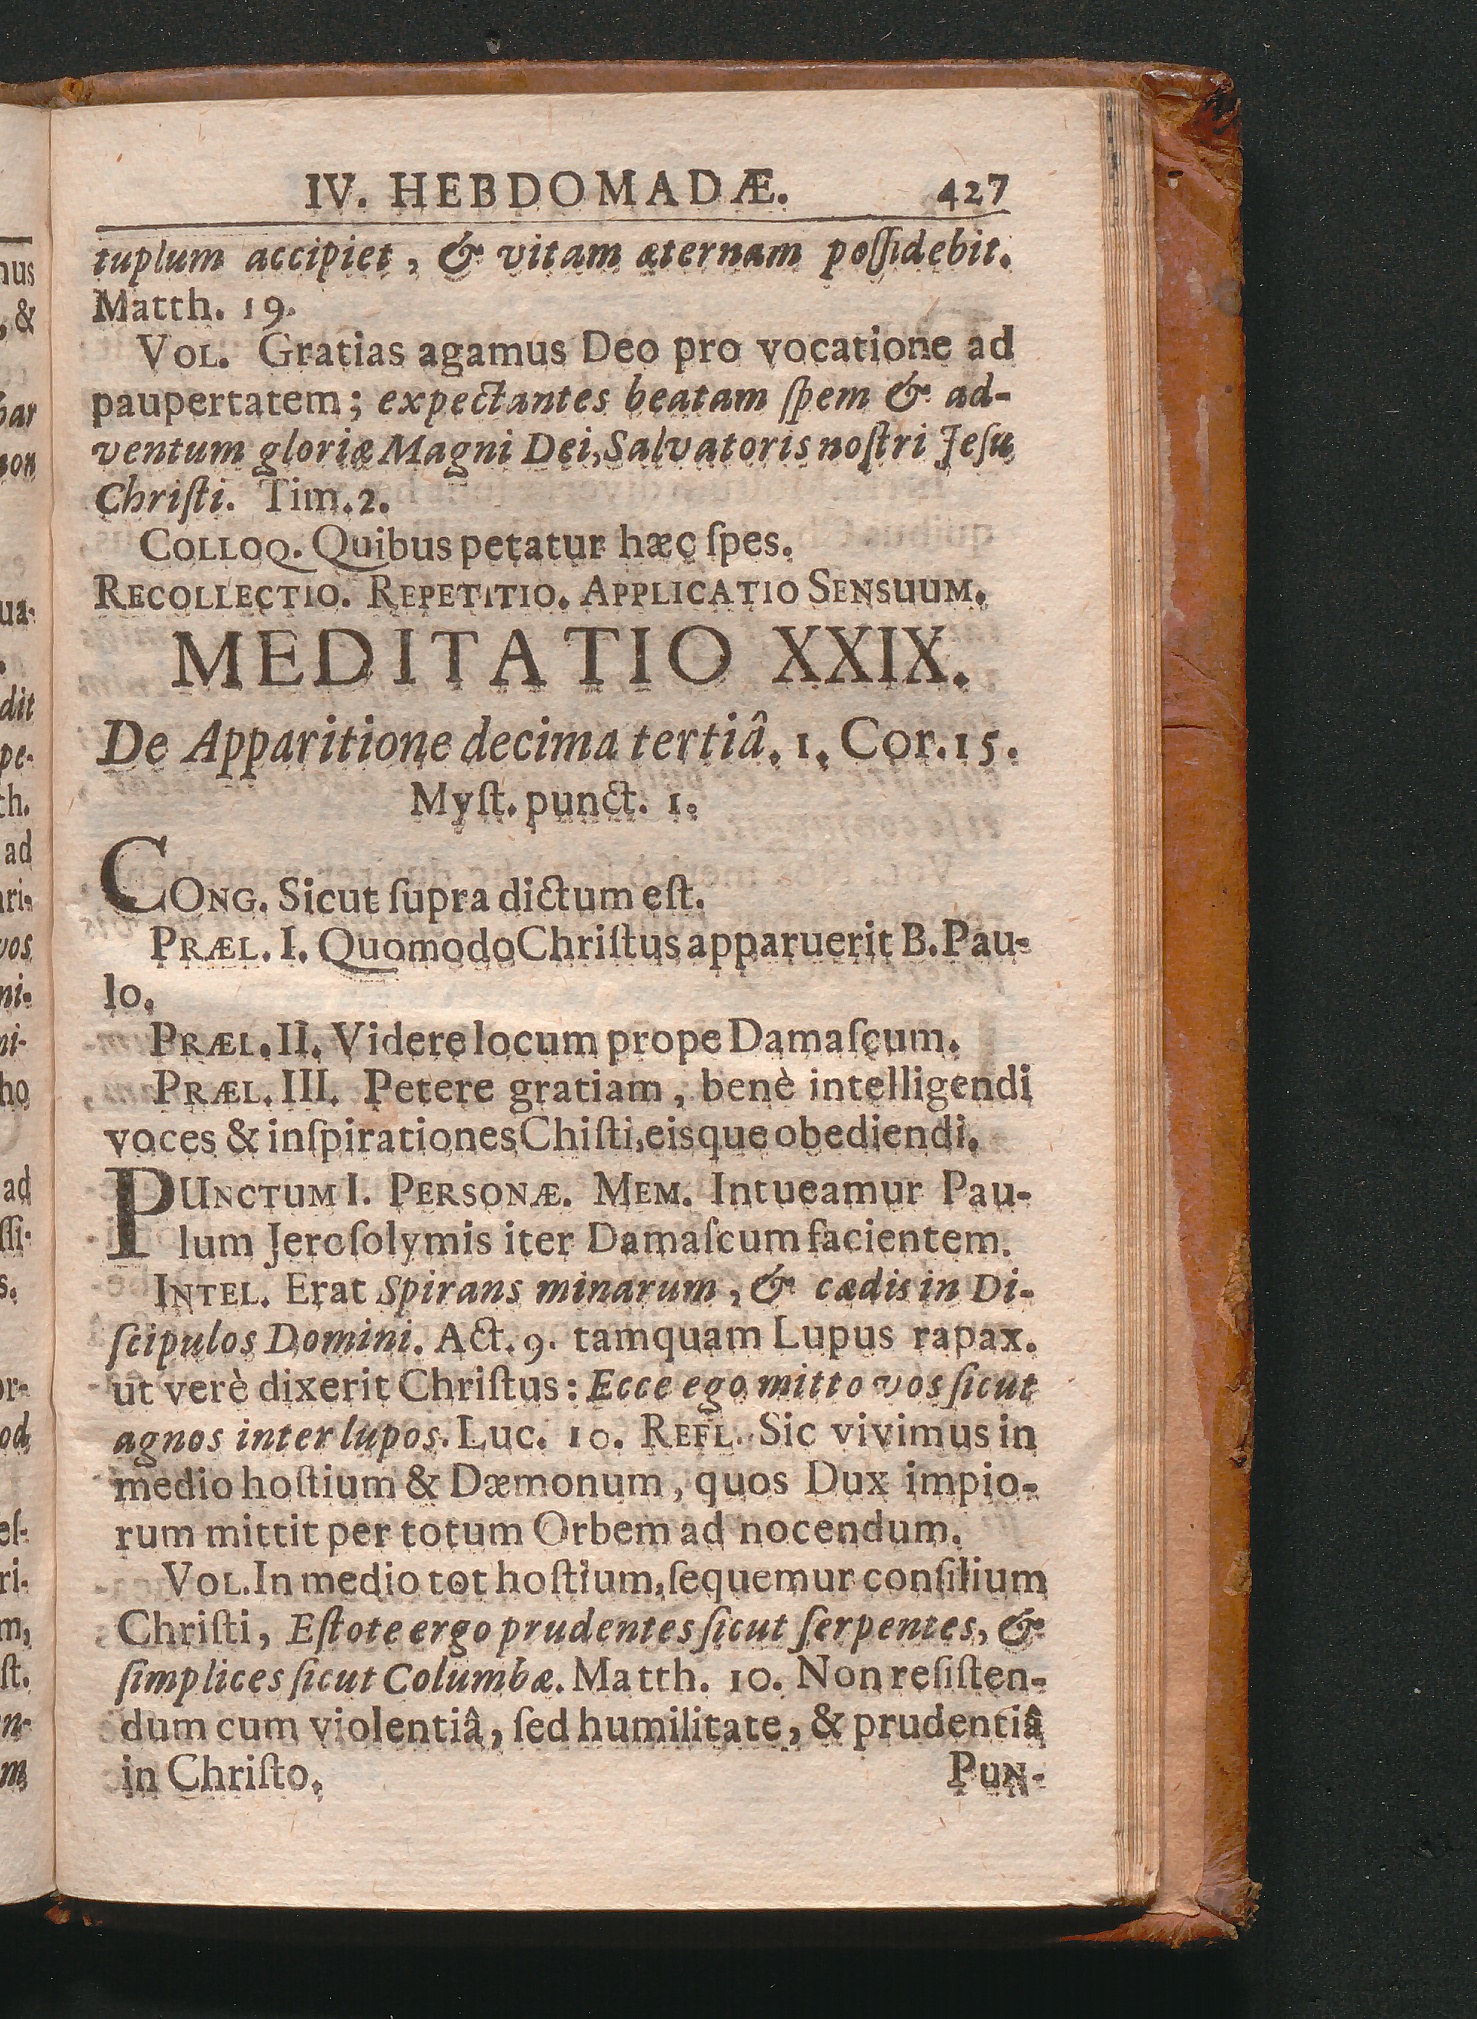 IV. HEBDOMADÆ. 427
tuplum accipiet, & vitam æternam poſſidebit.
Matth. 19.
VOL. Gratias agamus Deo pro vocatione ad
paupertatem; expectantes beatam ſpem & ad-
ventum gloriæ Magni Dei, Salvatoris noſtri Jeſu
Chriſti. Tim. 2.
COLLOQ. Quibus petatur hæc ſpes.
RECOLLECTIO. REPETITIO. APPLICATIO SENSUUM.
MEDITATIO XXIX.
De Apparitione decima tertiâ. 1. Cor. 15.
Myſt. punct. 1.
CONG. Sicut ſupra dictum eſt.
PRÆL. I. Quomodo Chriſtus apparuerit B. Pau-
lo.
PRÆL. II. Videre locum prope Damaſcum.
PRÆL. III. Petere gratiam, benè intelligendi
voces & inſpirationes Chiſti, eisque obediendi.
PUNCTUM I. PERSONÆ. MEM. Intueamur Pau-
lum Jeroſolymis iter Damaſcum facientem.
INTEL. Erat Spirans minarum, & cædis in Di-
ſcipulos Domini. Act. 9. tamquam Lupus rapax.
ut verè dixerit Chriſtus: Ecce ego mitto vos ſicut
agnos inter lupos. Luc. 10. REFL. Sic vivimus in
medio hoſtium & Dæmonum, quos Dux impio-
rum mittit per totum Orbem ad nocendum.
VOL. In medio tot hoſtium, ſequemur conſilium
Chriſti, Eſtote ergo prudentes ſicut ſerpentes, &
ſimplices ſicut Columbæ. Matth. 10. Non reſiſten-
dum cum violentiâ, ſed humilitate, & prudentiâ
in Chriſto. PUN-